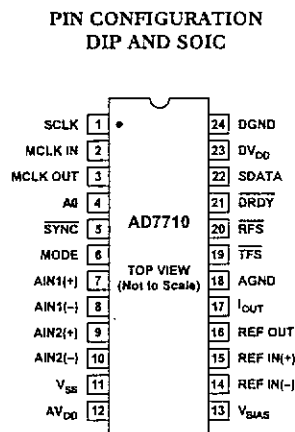 PIN CONFIGURATION
DIP AND SOIC
SCLK 1
MCLK IN 2
MCLK OUT 3
A0 4
SYNC 5
MODE 6
AIN1(+) 7
AIN1(–) 8
AIN2(+) 9
AIN2(–) 10
VSS 11
AVDD 12
AD7710
TOP VIEW
(Not to Scale)
24 DGND
23 DVDD
22 SDATA
21 DRDY
20 RFS
19 TFS
18 AGND
17 IOUT
16 REF OUT
15 REF IN(+)
14 REF IN(–)
13 VBIAS